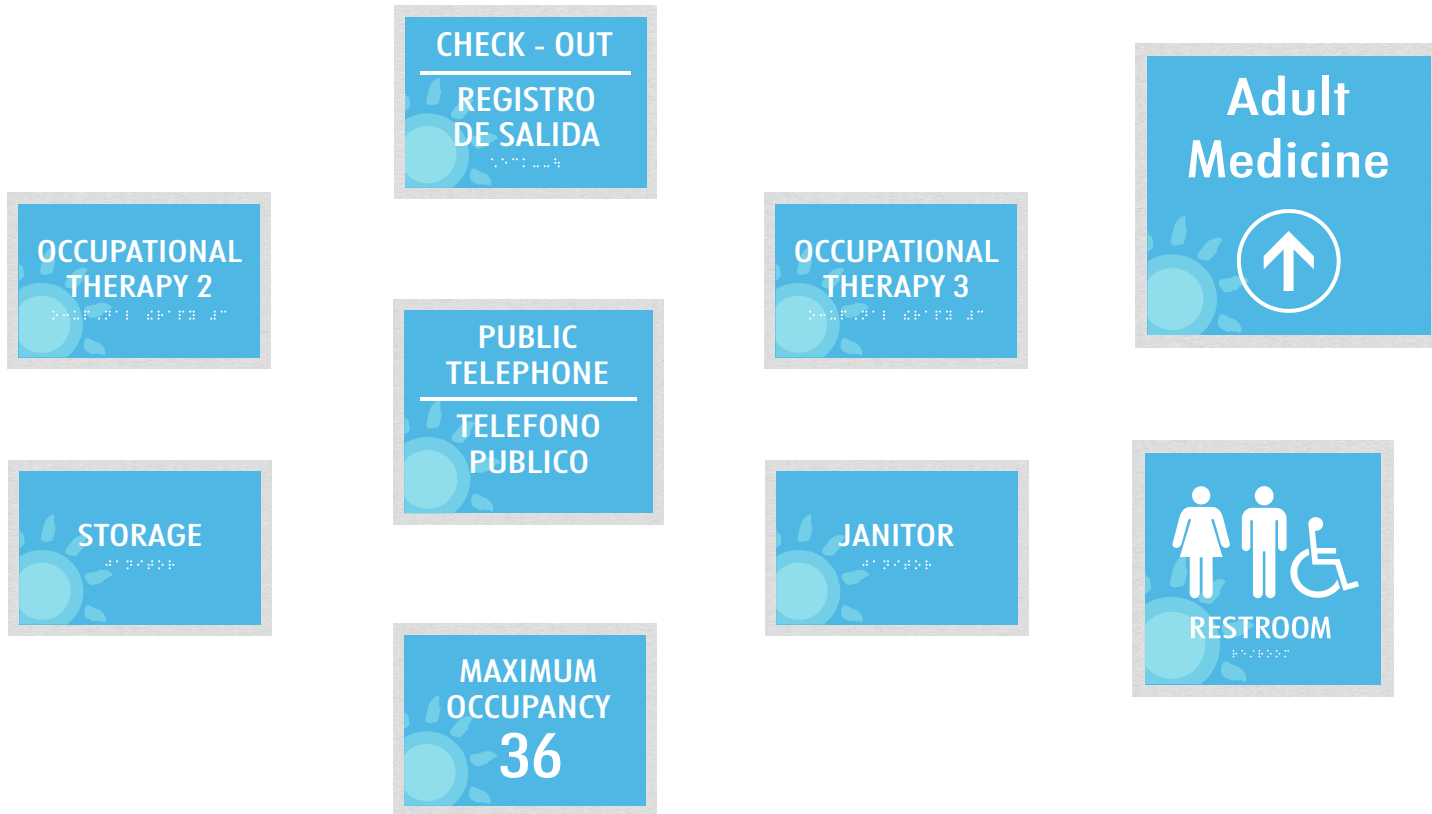 CHECK - OUT
REGISTRO
DE SALIDA
Adult
Medicine
OCCUPATIONAL
THERAPY 2
OCCUPATIONAL
THERAPY 3
PUBLIC
TELEPHONE
TELEFONO
PUBLICO
STORAGE
⠚⠁⠝⠊⠞⠕⠗
JANITOR
⠚⠁⠝⠊⠞⠕⠗
RESTROOM
MAXIMUM
OCCUPANCY
36